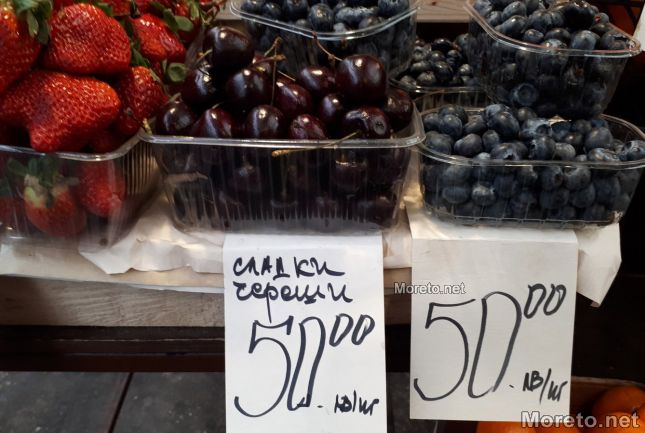 СЛАДКИ
череши
50.00
лв/кг
Moreto.net
50.00
лв/кг
Moreto.net